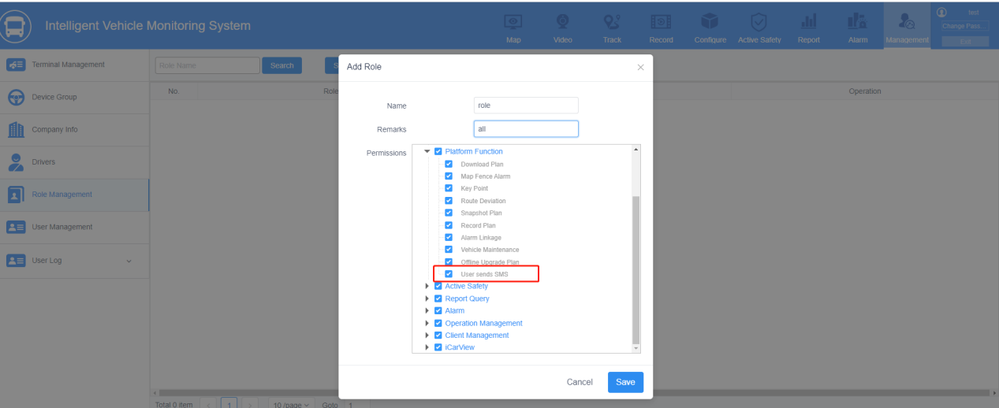 Intelligent Vehicle Monitoring System
Map
Video
Track
Record
Configure
Active Safety
Report
Alarm
Management
test
Change Pass
Exit
Terminal Management
Device Group
Company Info
Drivers
Role Management
User Management
User Log
Role Name
Search
S
No.
Role
Operation
Add Role
Name
role
Remarks
all
Permissions
Platform Function
Download Plan
Map Fence Alarm
Key Point
Route Deviation
Snapshot Plan
Record Plan
Alarm Linkage
Vehicle Maintenance
Offline Upgrade Plan
User sends SMS
Active Safety
Report Query
Alarm
Operation Management
Client Management
iCarView
Cancel
Save
Total 0 item
1
10 /page
Goto
1